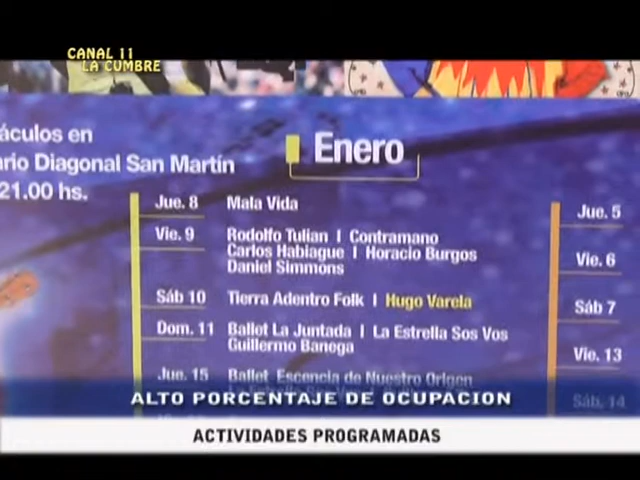 CANAL 11
LA CUMBRE
áculos en
rio Diagonal San Martín
21.00 hs.
Enero
Jue. 8 Mala Vida
Vie. 9 Rodolfo Tulian | Contramano
Carlos Habiague | Horacio Burgos
Daniel Simmons
Sáb 10 Tierra Adentro Folk | Hugo Varela
Dom. 11 Ballet La Juntada | La Estrella Sos Vos
Guillermo Banega
Jue. 15 Ballet Escencia de Nuestro Origen
Jue. 5
Vie. 6
Sáb 7
Vie. 13
Sáb. 14
ALTO PORCENTAJE DE OCUPACION
ACTIVIDADES PROGRAMADAS